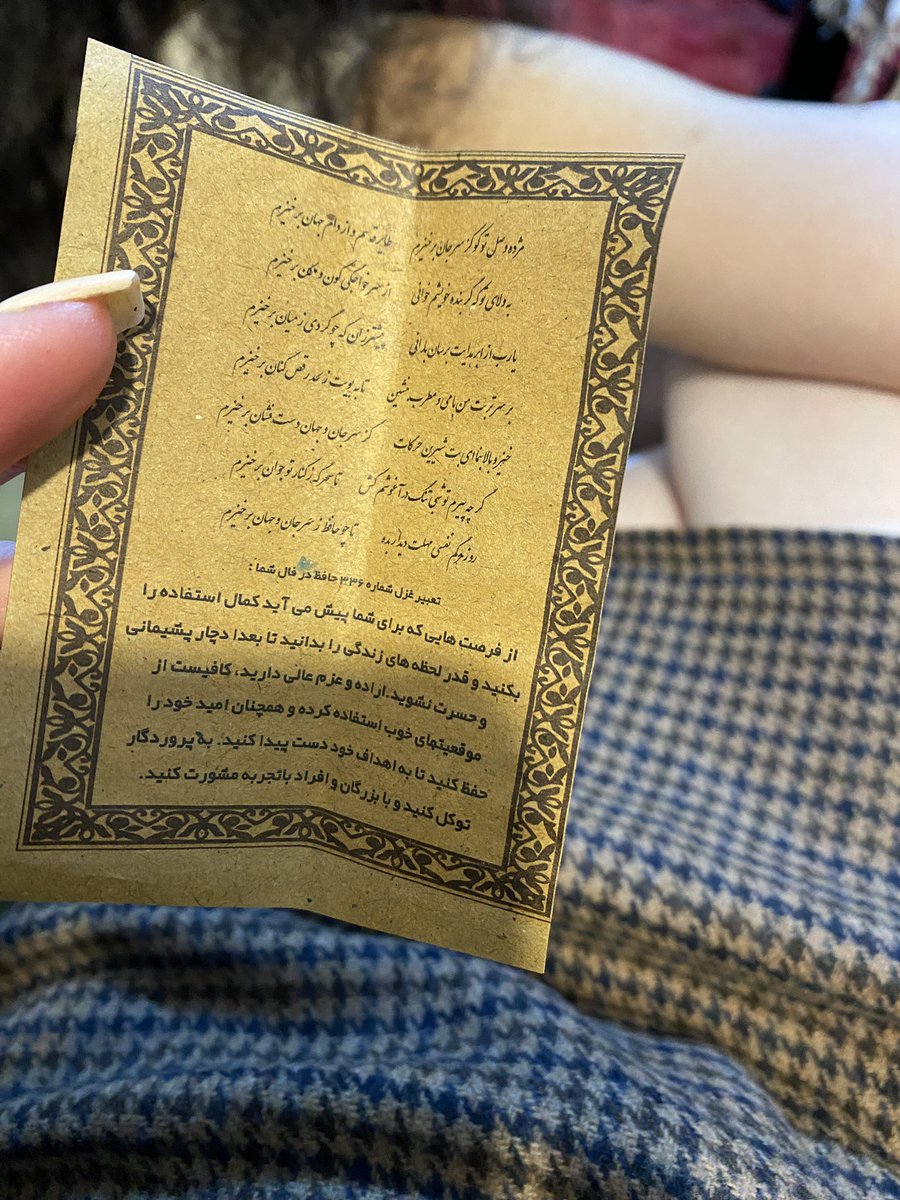 مژده وصل تو کو کز سر جان برخیزم طایر قدسم و از دام جهان برخیزم
به ولای تو که گر بنده خویشم خوانی از سر خواجگی کون و مکان برخیزم
یارب از ابر هدایت برسان بارانی پیشتر زان که چو گردی ز میان برخیزم
بر سر تربت من با می و مطرب بنشین تا به بویت ز لحد رقص کنان برخیزم
خیز و بالا بنما ای بت شیرین حرکات کز سر جان و جهان دست فشان برخیزم
گر چه پیرم تو شبی تنگ در آغوشم کش تا سحرگه ز کنار تو جوان برخیزم
روز مرگم نفسی مهلت دیدار بده تا چو حافظ ز سر جان و جهان برخیزم
تعبیر غزل شماره ۳۳۶ حافظ در فال شما :
از فرصت هایی که برای شما پیش می آید کمال استفاده را
بکنید و قدر لحظه های زندگی را بدانید تا بعدا دچار پشیمانی
و حسرت نشوید.اراده و عزم عالی دارید، کافیست از
موقعیتهای خوب استفاده کرده و همچنان امید خود را
حفظ کنید تا به اهداف خود دست پیدا کنید. به پروردگار
توکل کنید و با بزرگان و افراد باتجربه مشورت کنید.